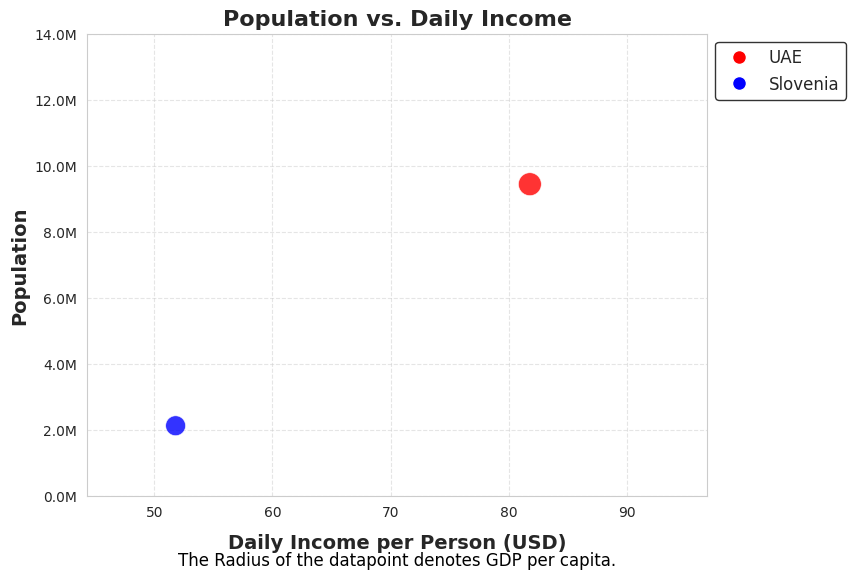 Population vs. Daily Income
14.0M
12.0M
10.0M
8.0M
6.0M
4.0M
2.0M
0.0M
Population
50 60 70 80 90
Daily Income per Person (USD)
The Radius of the datapoint denotes GDP per capita.
UAE
Slovenia